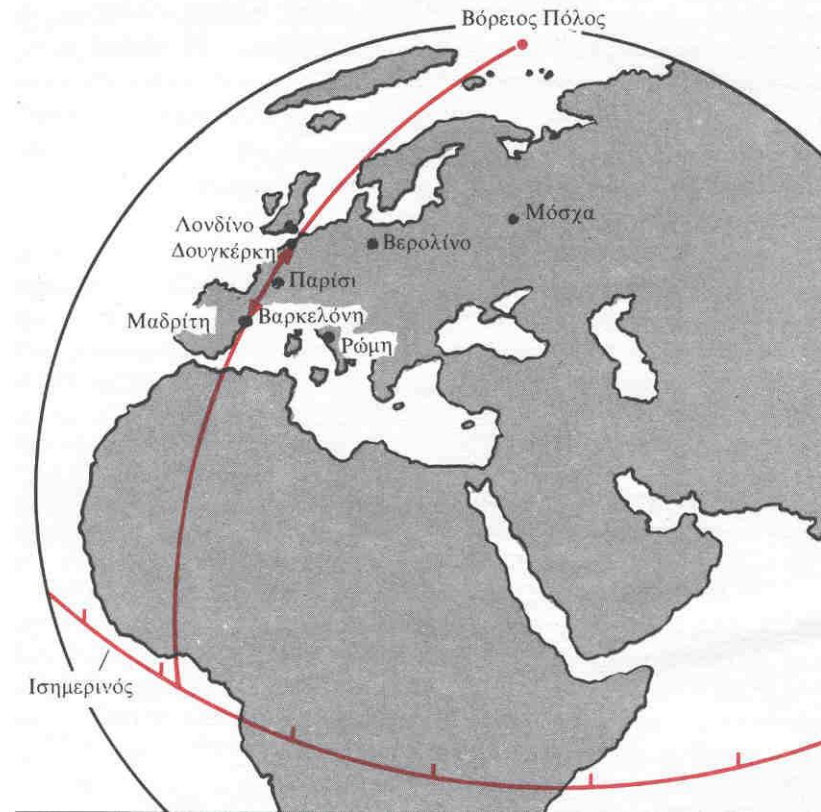 Βόρειος Πόλος
Λονδίνο
Μόσχα
Δουγκέρκη
Βερολίνο
Παρίσι
Μαδρίτη
Βαρκελόνη
Ρώμη
Ισημερινός